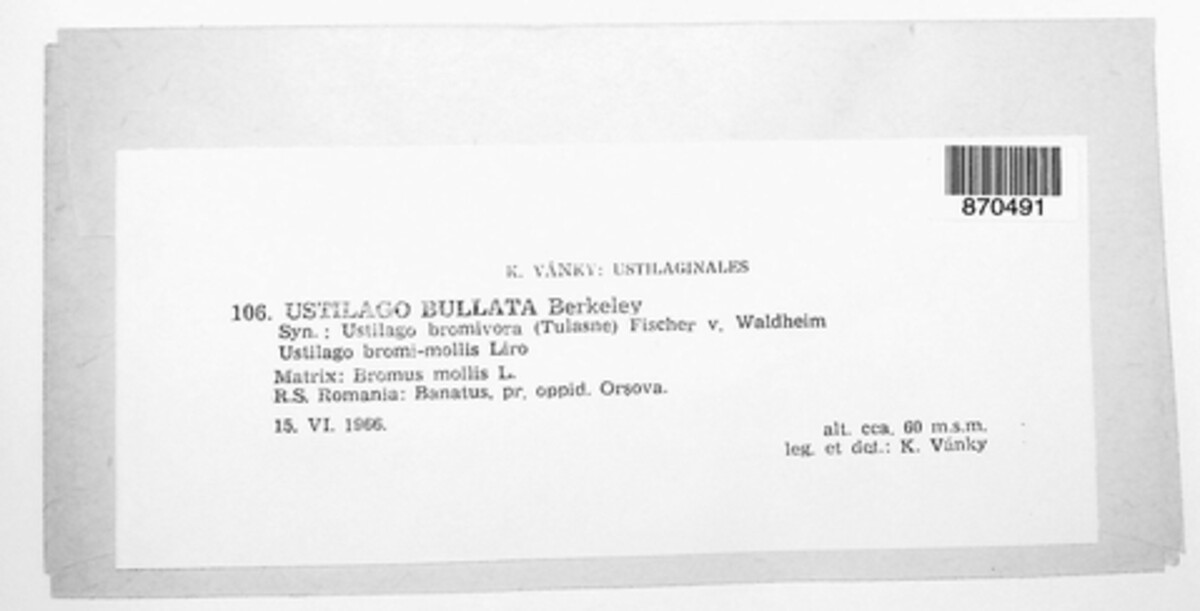 870491
K. VÁNKY: USTILAGINALES
106. USTILAGO BULLATA Berkeley
Syn.: Ustilago bromivora (Tulasne) Fischer v. Waldheim
Ustilago bromi-mollis Liro
Matrix: Bromus mollis L.
R.S. Romania: Banatus, pr. oppid. Orsova.
15. VI. 1966.
alt. cca. 60 m.s.m.
leg. et det.: K. Vánky